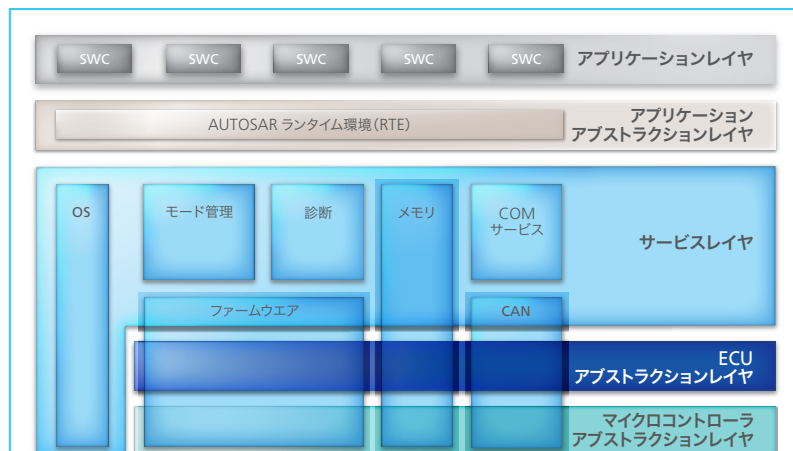 SWC SWC SWC SWC SWC アプリケーションレイヤ
アプリケーション
アブストラクションレイヤ
AUTOSAR ランタイム環境(RTE)
OS モード管理 診断 メモリ COM
サービス
サービスレイヤ
ファームウエア CAN
ECU
アブストラクションレイヤ
マイクロコントローラ
アブストラクションレイヤ